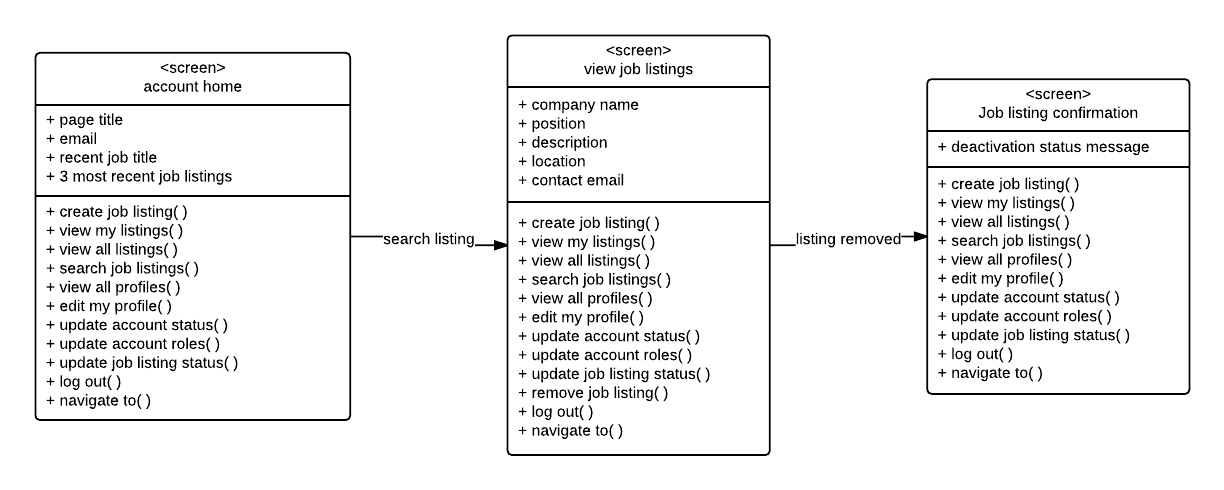 <screen>
account home
+ page title
+ email
+ recent job title
+ 3 most recent job listings
+ create job listing( )
+ view my listings( )
+ view all listings( )
+ search job listings( )
+ view all profiles( )
+ edit my profile( )
+ update account status( )
+ update account roles( )
+ update job listing status( )
+ log out( )
+ navigate to( )
search listing
<screen>
view job listings
+ company name
+ position
+ description
+ location
+ contact email
+ create job listing( )
+ view my listings( )
+ view all listings( )
+ search job listings( )
+ view all profiles( )
+ edit my profile( )
+ update account status( )
+ update account roles( )
+ update job listing status( )
+ remove job listing( )
+ log out( )
+ navigate to( )
listing removed
<screen>
Job listing confirmation
+ deactivation status message
+ create job listing( )
+ view my listings( )
+ view all listings( )
+ search job listings( )
+ view all profiles( )
+ edit my profile( )
+ update account status( )
+ update account roles( )
+ update job listing status( )
+ log out( )
+ navigate to( )